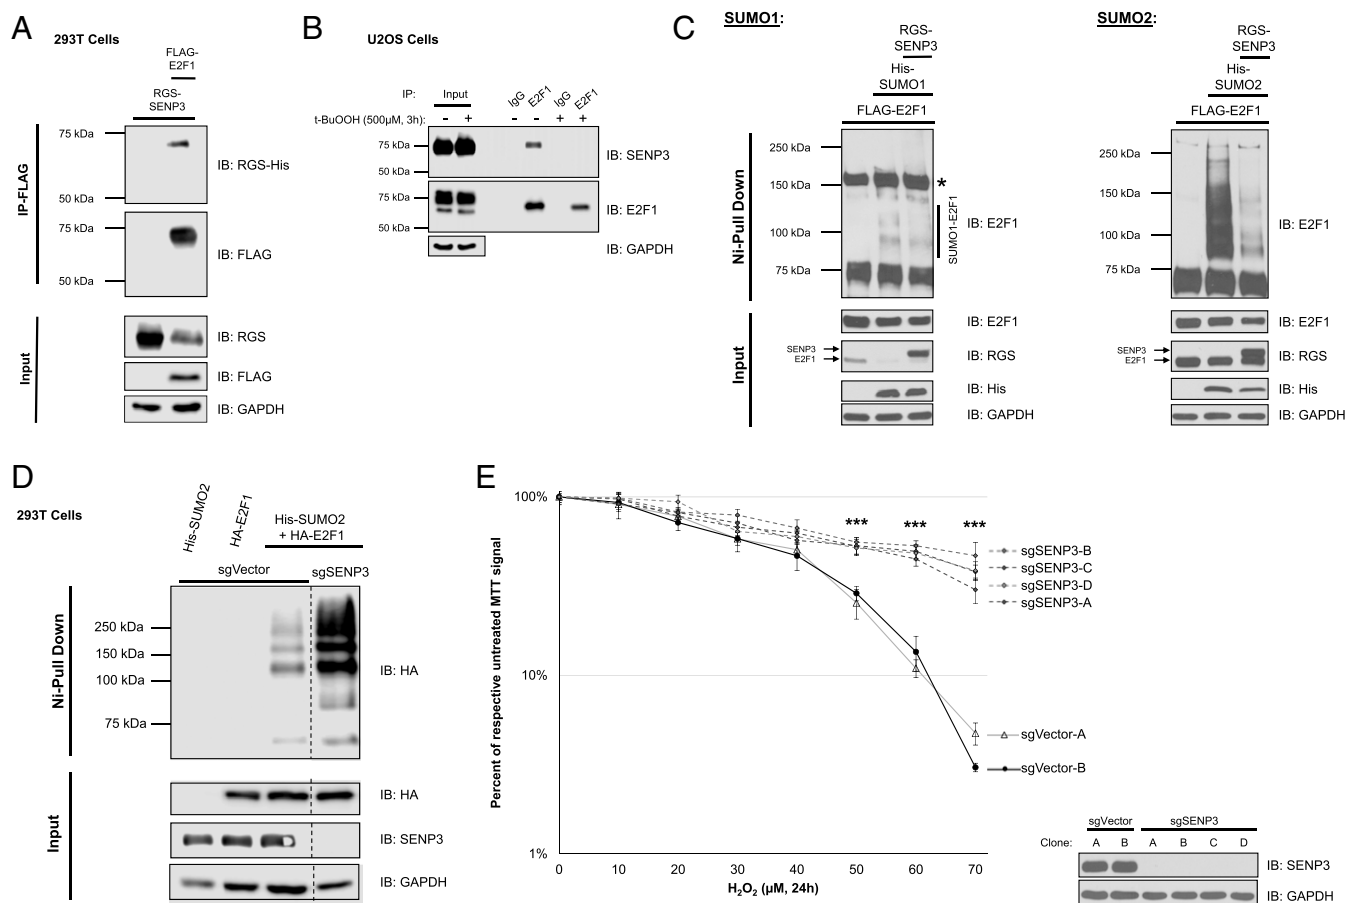 A
293T Cells
FLAG-
E2F1
RGS-
SENP3
IP-FLAG
75 kDa
50 kDa
IB: RGS-His
75 kDa
50 kDa
IB: FLAG
Input
IB: RGS
IB: FLAG
IB: GAPDH
B
U2OS Cells
IP:
Input
IgG
E2F1
IgG
E2F1
t-BuOOH (500µM, 3h):
- + - - + +
75 kDa
50 kDa
IB: SENP3
75 kDa
50 kDa
IB: E2F1
IB: GAPDH
C
SUMO1:
RGS-
SENP3
His-
SUMO1
FLAG-E2F1
Ni-Pull Down
250 kDa
150 kDa
100 kDa
75 kDa
*
SUMO1-E2F1
IB: E2F1
Input
IB: E2F1
SENP3
E2F1
IB: RGS
IB: His
IB: GAPDH
SUMO2:
RGS-
SENP3
His-
SUMO2
FLAG-E2F1
250 kDa
150 kDa
100 kDa
75 kDa
IB: E2F1
IB: E2F1
SENP3
E2F1
IB: RGS
IB: His
IB: GAPDH
D
293T Cells
His-SUMO2
HA-E2F1
His-SUMO2
+ HA-E2F1
sgVector
sgSENP3
Ni-Pull Down
250 kDa
150 kDa
100 kDa
75 kDa
IB: HA
Input
IB: HA
IB: SENP3
IB: GAPDH
E
Percent of respective untreated MTT signal
100%
10%
1%
*** *** ***
sgSENP3-B
sgSENP3-C
sgSENP3-D
sgSENP3-A
sgVector-A
sgVector-B
0 10 20 30 40 50 60 70
H₂O₂ (µM, 24h)
sgVector sgSENP3
Clone: A B A B C D
IB: SENP3
IB: GAPDH